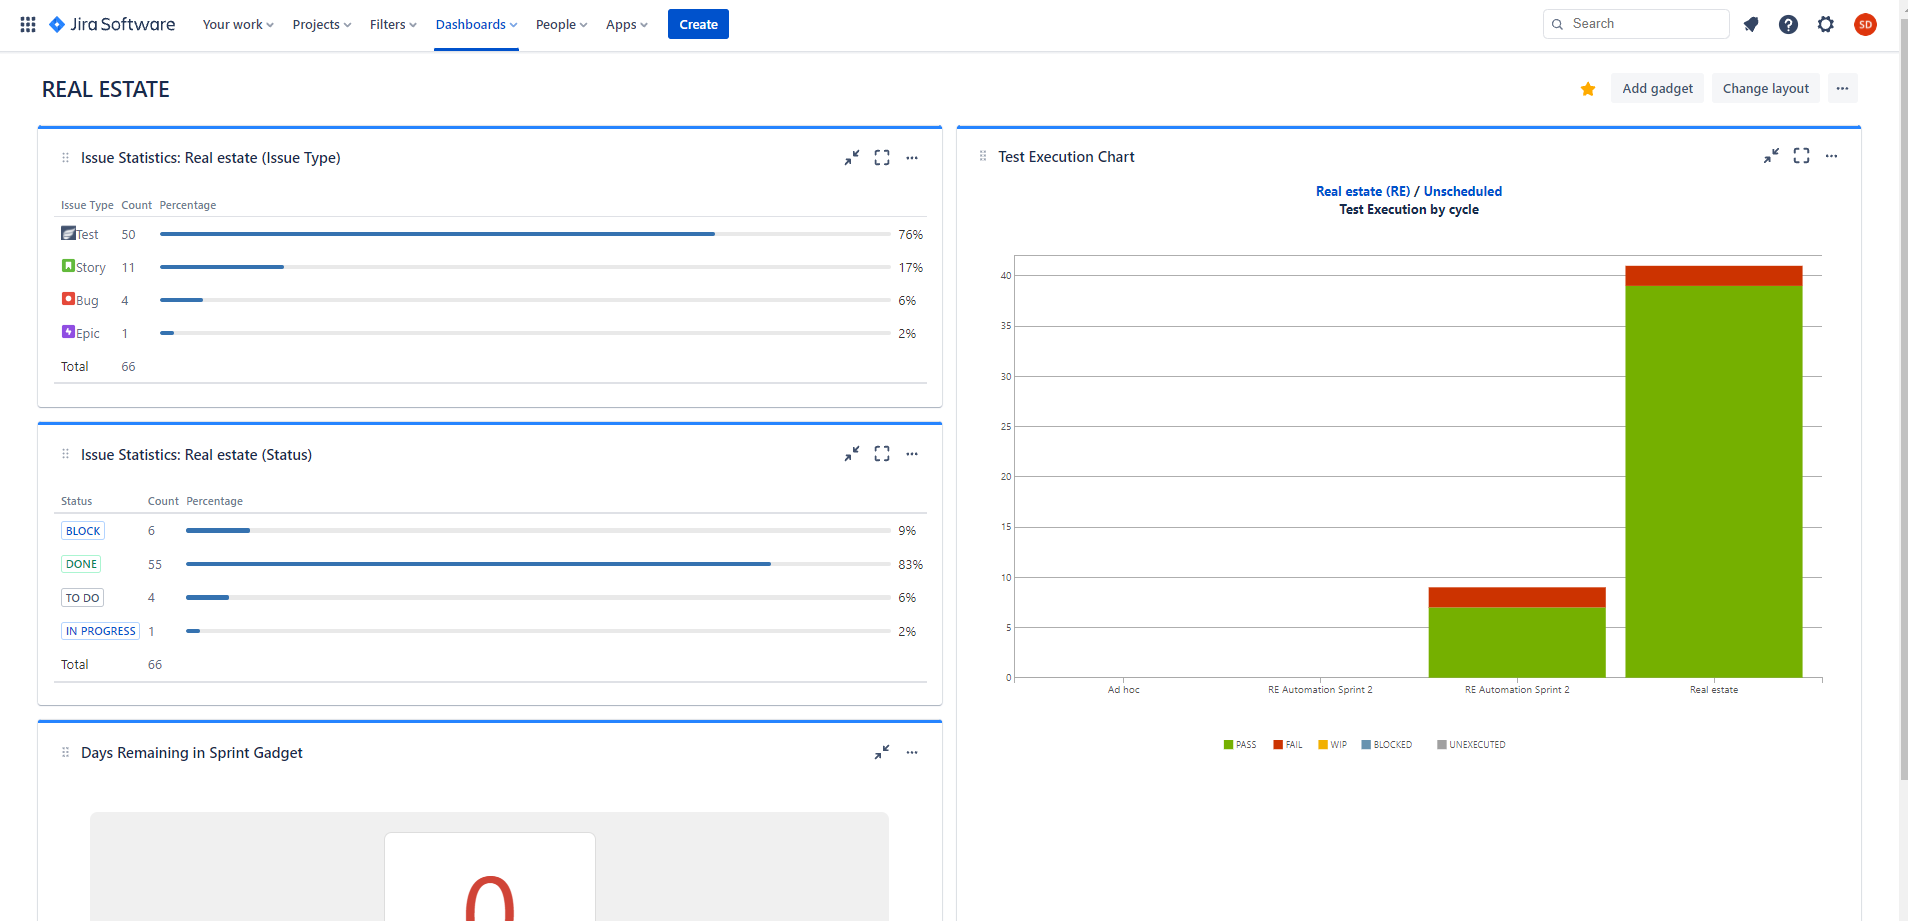 Jira Software Your work Projects Filters Dashboards People Apps Create Search SD
REAL ESTATE
Add gadget Change layout
Issue Statistics: Real estate (Issue Type)
Issue Type Count Percentage
Test 50 76%
Story 11 17%
Bug 4 6%
Epic 1 2%
Total 66
Issue Statistics: Real estate (Status)
Status Count Percentage
BLOCK 6 9%
DONE 55 83%
TO DO 4 6%
IN PROGRESS 1 2%
Total 66
Days Remaining in Sprint Gadget
0
Test Execution Chart
Real estate (RE) / Unscheduled
Test Execution by cycle
40
35
30
25
20
15
10
5
0
Ad hoc RE Automation Sprint 2 RE Automation Sprint 2 Real estate
PASS FAIL WIP BLOCKED UNEXECUTED